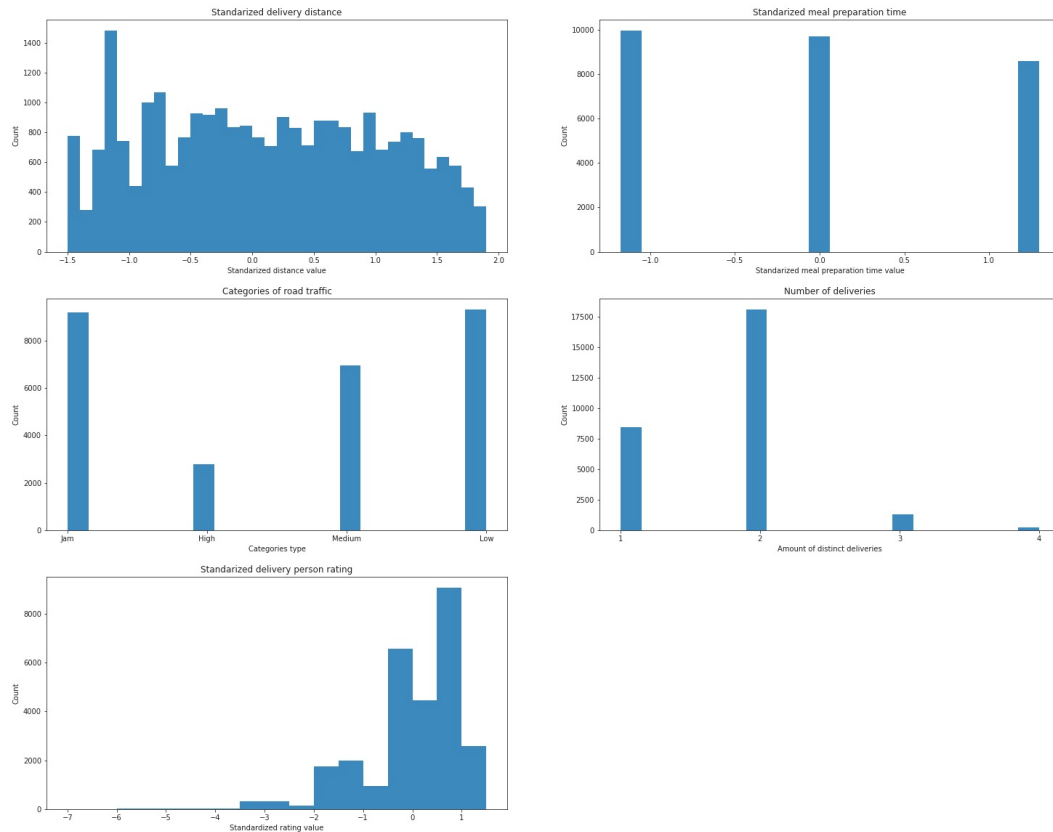 Standarized delivery distance
Count
1400
1200
1000
800
600
400
200
0
−1.5 −1.0 −0.5 0.0 0.5 1.0 1.5 2.0
Standarized distance value
Standarized meal preparation time
Count
10000
8000
6000
4000
2000
0
−1.0 −0.5 0.0 0.5 1.0
Standarized meal preparation time value
Categories of road traffic
Count
8000
6000
4000
2000
0
Jam High Medium Low
Categories type
Number of deliveries
Count
17500
15000
12500
10000
7500
5000
2500
0
1 2 3 4
Amount of distinct deliveries
Standarized delivery person rating
Count
8000
6000
4000
2000
0
−7 −6 −5 −4 −3 −2 −1 0 1
Standardized rating value